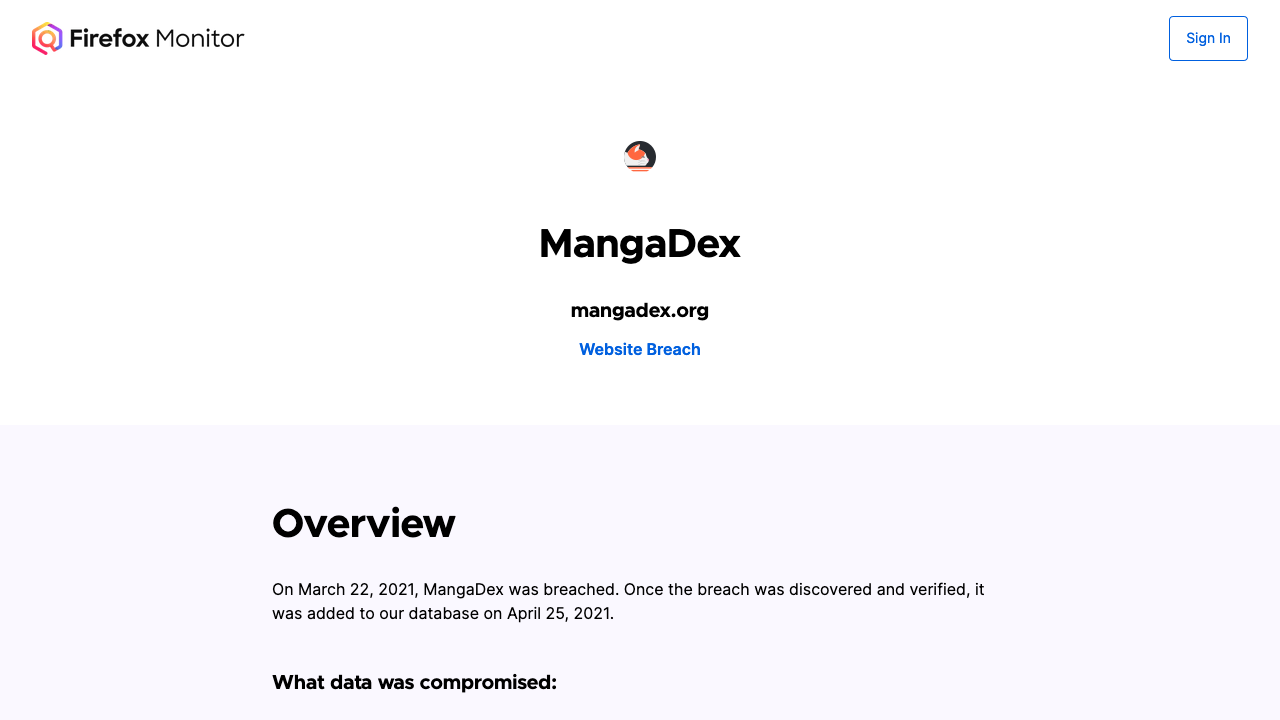 Firefox Monitor
Sign In
MangaDex
mangadex.org
Website Breach
Overview
On March 22, 2021, MangaDex was breached. Once the breach was discovered and verified, it
was added to our database on April 25, 2021.
What data was compromised: